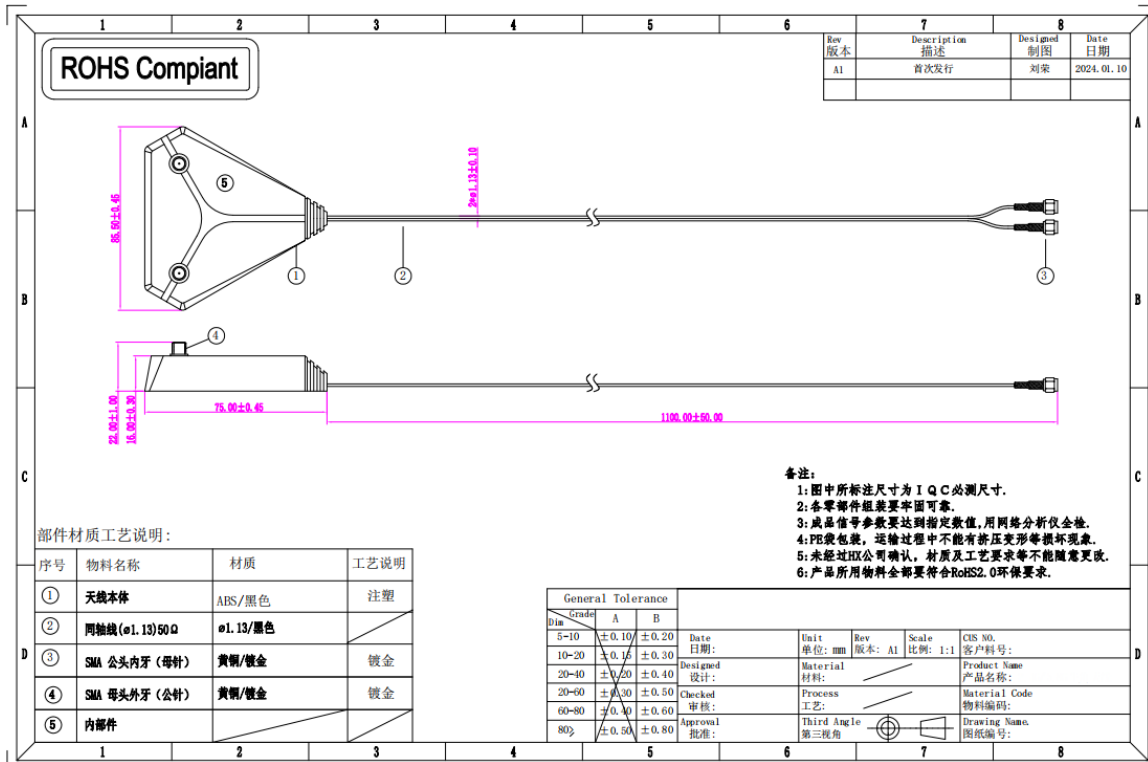 1 2 3 4 5 6 7 8
ROHS Compiant
Rev 版本 Description 描述 Designed 制图 Date 日期
A1 首次发行 刘荣 2024.01.10
A A
B B
C C
D D
85.60±0.45
⑤
2*ø1.13±0.10
① ② ③
④
22.00±1.00
16.00±0.30
75.00±0.45
1100.00±50.00
备注:
1:图中所标注尺寸为IQC必测尺寸.
2:各零部件组装要牢固可靠.
3:成品信号参数要达到指定数值,用网络分析仪全检.
4:PE袋包装, 运输过程中不能有挤压变形等损坏现象.
5:未经过HX公司确认, 材质及工艺要求等不能随意更改.
6:产品所用物料全部要符合RoHS2.0环保要求.
部件材质工艺说明:
序号 物料名称 材质 工艺说明
① 天线本体 ABS/黑色 注塑
② 同轴线(ø1.13)50Ω ø1.13/黑色
③ SMA 公头内牙(母针) 黄铜/镀金 镀金
④ SMA 母头外牙(公针) 黄铜/镀金 镀金
⑤ 内部件
General Tolerance
Dim Grade A B
5-10 ±0.10 ±0.20
10-20 ±0.15 ±0.30
20-40 ±0.20 ±0.40
20-60 ±0.30 ±0.50
60-80 ±0.40 ±0.60
80≥ ±0.50 ±0.80
Date 日期: Unit 单位: mm Rev 版本: A1 Scale 比例: 1:1 CUS NO. 客户料号:
Designed 设计: Material 材料: Product Name 产品名称:
Checked 审核: Process 工艺: Material Code 物料编码:
Approval 批准: Third Angle 第三视角 Drawing Name. 图纸编号:
1 2 3 4 5 6 7 8